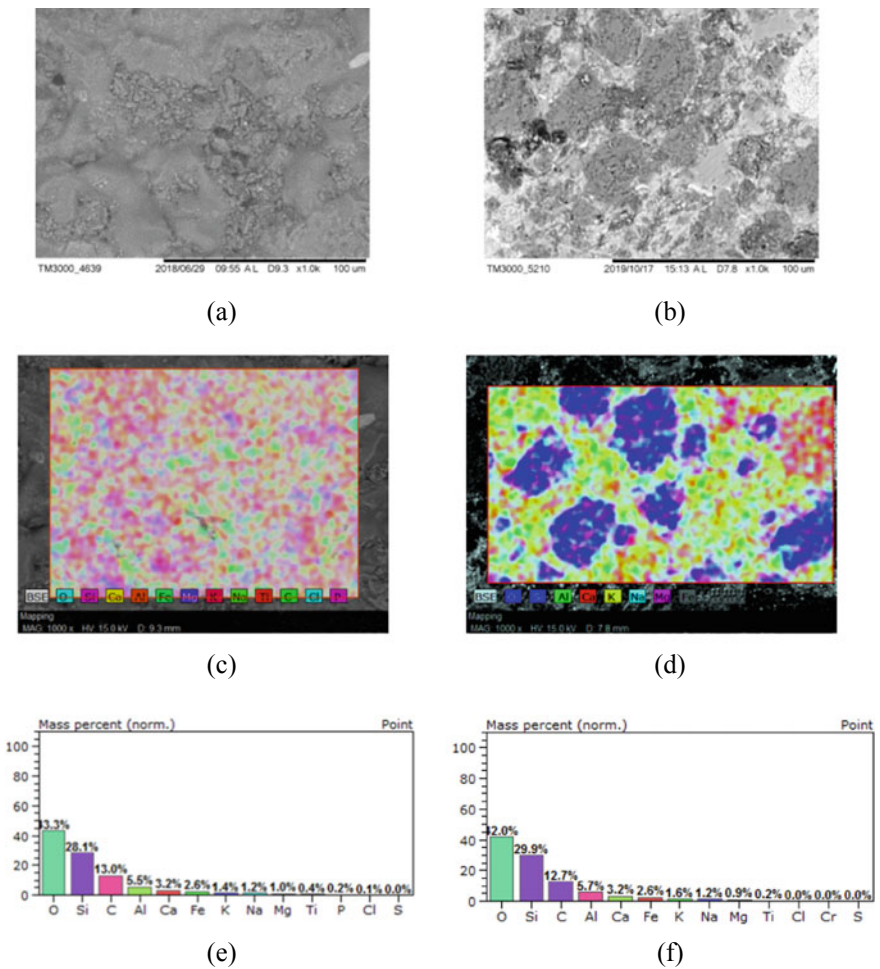 TM3000_4639 2018/06/29 09:55 A L D9.3 x1.0k 100 um
TM3000_5210 2019/10/17 15:13 A L D7.8 x1.0k 100 um
(a)
(b)
BSE O Si Ca Al Fe Mg K Na Ti C Cl P
Mapping
MAG: 1000 x HV: 15.0 kV D: 9.3 mm
BSE O Si Al Ca K Na Mg Fe
Mapping
MAG: 1000 x HV: 15.0 kV D: 7.8 mm
(c)
(d)
Mass percent (norm.) Point
100
80
60
40
20
0
43.3% 28.1% 13.0% 5.5% 3.2% 2.6% 1.4% 1.2% 1.0% 0.4% 0.2% 0.1% 0.0%
O Si C Al Ca Fe K Na Mg Ti P Cl S
Mass percent (norm.) Point
100
80
60
40
20
0
42.0% 29.9% 12.7% 5.7% 3.2% 2.6% 1.6% 1.2% 0.9% 0.2% 0.0% 0.0% 0.0%
O Si C Al Ca Fe K Na Mg Ti Cl Cr S
(e)
(f)